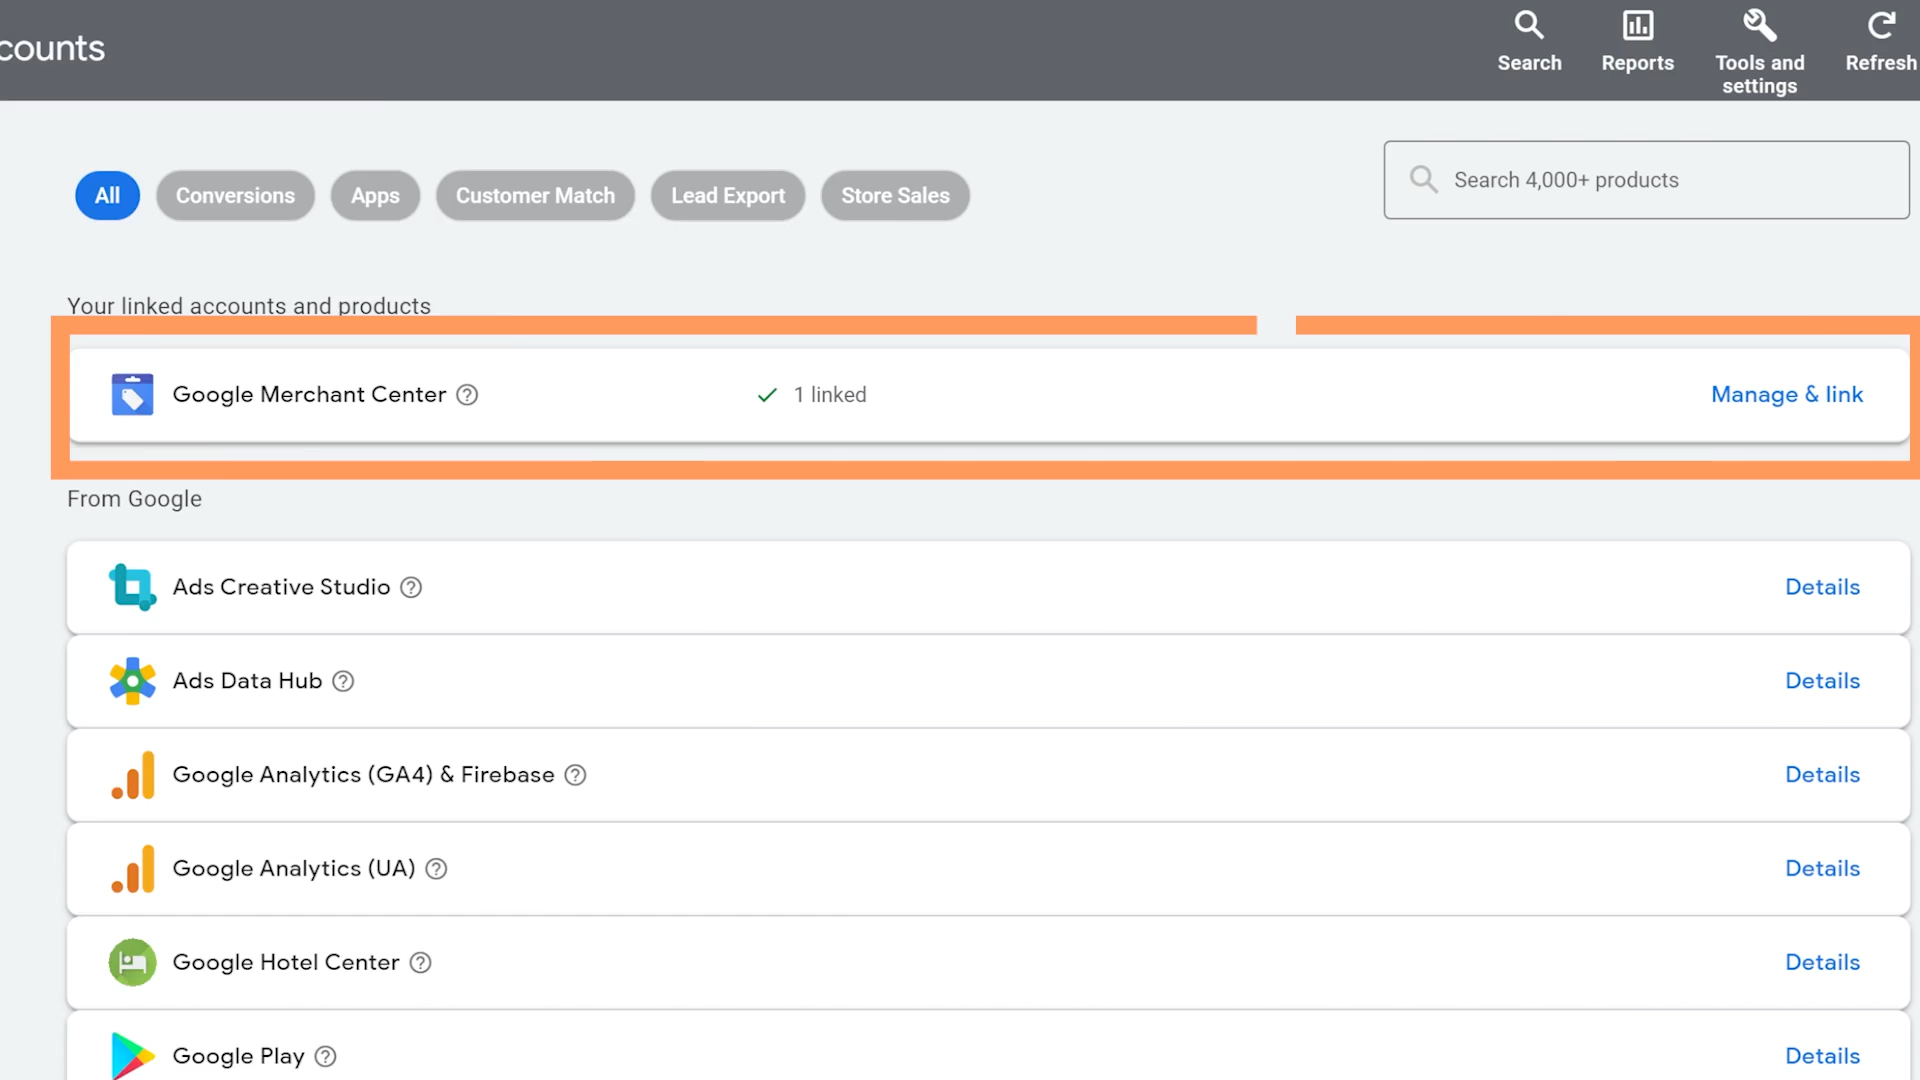 counts
Search
Reports
Tools and
settings
Refresh
All
Conversions
Apps
Customer Match
Lead Export
Store Sales
Search 4,000+ products
Your linked accounts and products
Google Merchant Center
1 linked
Manage & link
From Google
Ads Creative Studio
Details
Ads Data Hub
Details
Google Analytics (GA4) & Firebase
Details
Google Analytics (UA)
Details
Google Hotel Center
Details
Google Play
Details